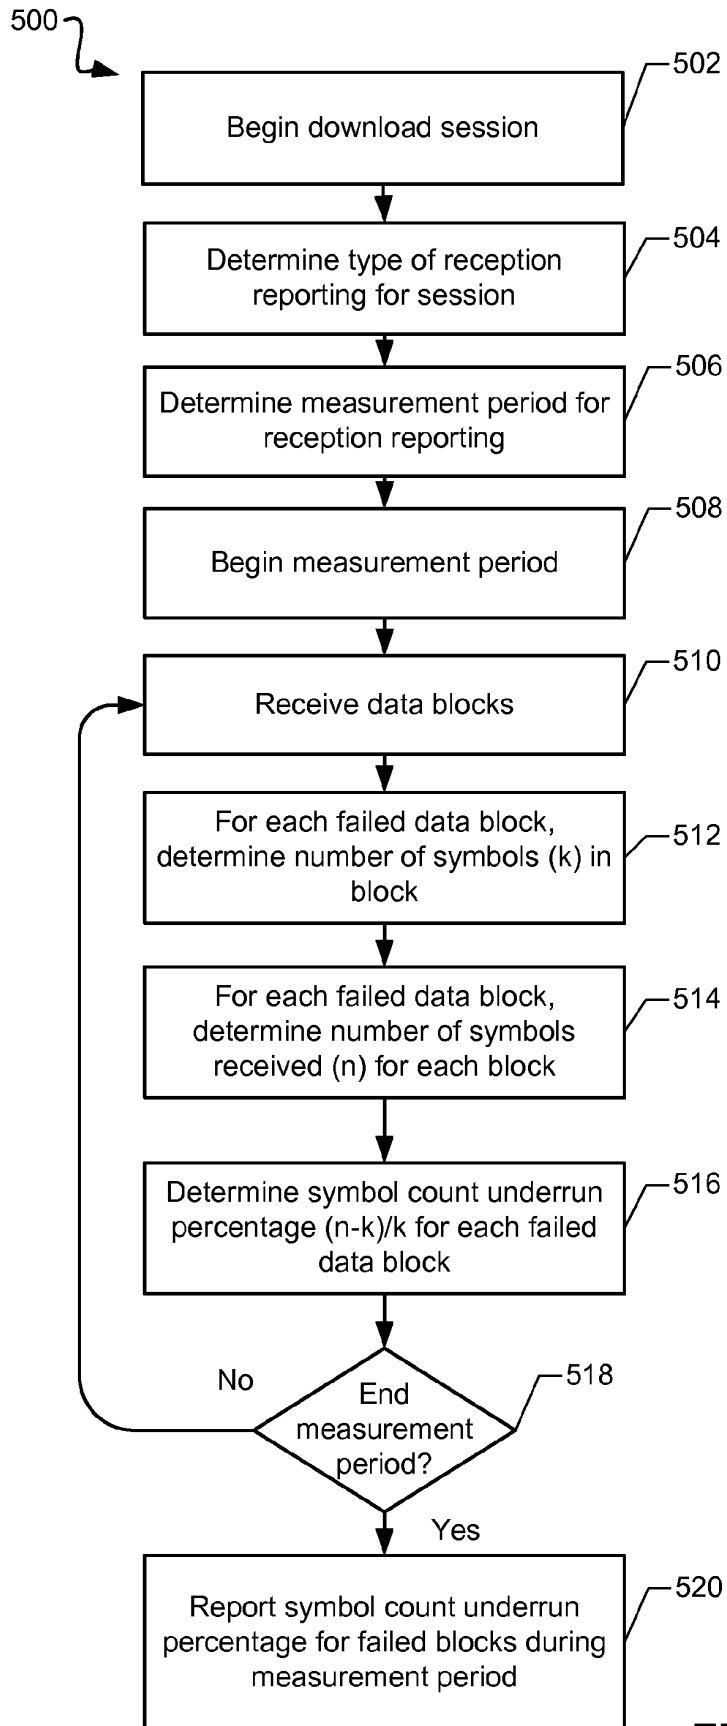 500
502
Begin download session
504
Determine type of reception
reporting for session
506
Determine measurement period for
reception reporting
508
Begin measurement period
510
Receive data blocks
512
For each failed data block,
determine number of symbols (k) in
block
514
For each failed data block,
determine number of symbols
received (n) for each block
516
Determine symbol count underrun
percentage (n-k)/k for each failed
data block
518
No
End
measurement
period?
Yes
520
Report symbol count underrun
percentage for failed blocks during
measurement period